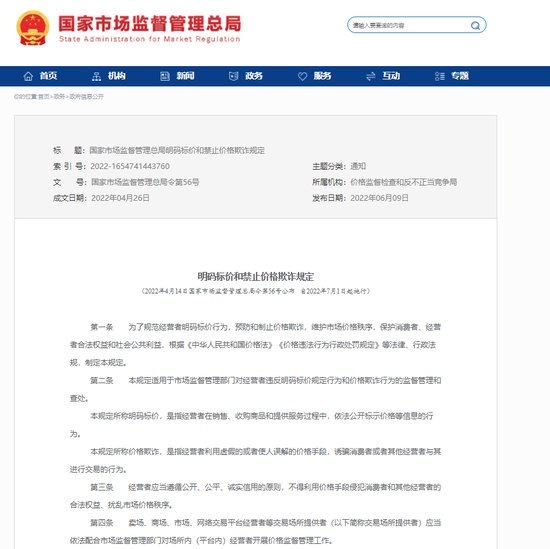 国家市场监督管理总局
State Administration for Market Regulation
请输入要查询的内容
首页 机构 新闻 政务 服务 互动 专题
你的位置:首页>政务>政府信息公开
标 题: 国家市场监督管理总局明码标价和禁止价格欺诈规定
索 引 号: 2022-1654741443760 主题分类: 通知
文 号: 国家市场监督管理总局令第56号 所属机构: 价格监督检查和反不正当竞争局
成文日期: 2022年04月26日 发布日期: 2022年06月09日
明码标价和禁止价格欺诈规定
(2022年4月14日国家市场监督管理总局令第56号公布 自2022年7月1日起施行)
第一条 为了规范经营者明码标价行为,预防和制止价格欺诈,维护市场价格秩序,保护消费者、经营
者合法权益和社会公共利益,根据《中华人民共和国价格法》《价格违法行为行政处罚规定》等法律、行政法
规,制定本规定。
第二条 本规定适用于市场监督管理部门对经营者违反明码标价规定行为和价格欺诈行为的监督管理和
查处。
本规定所称明码标价,是指经营者在销售、收购商品和提供服务过程中,依法公开标示价格等信息的行
为。
本规定所称价格欺诈,是指经营者利用虚假的或者使人误解的价格手段,诱骗消费者或者其他经营者与其
进行交易的行为。
第三条 经营者应当遵循公开、公平、诚实信用的原则,不得利用价格手段侵犯消费者和其他经营者的
合法权益、扰乱市场价格秩序。
第四条 卖场、商场、市场、网络交易平台经营者等交易场所提供者(以下简称交易场所提供者)应当
依法配合市场监督管理部门对场所内(平台内)经营者开展价格监督管理工作。